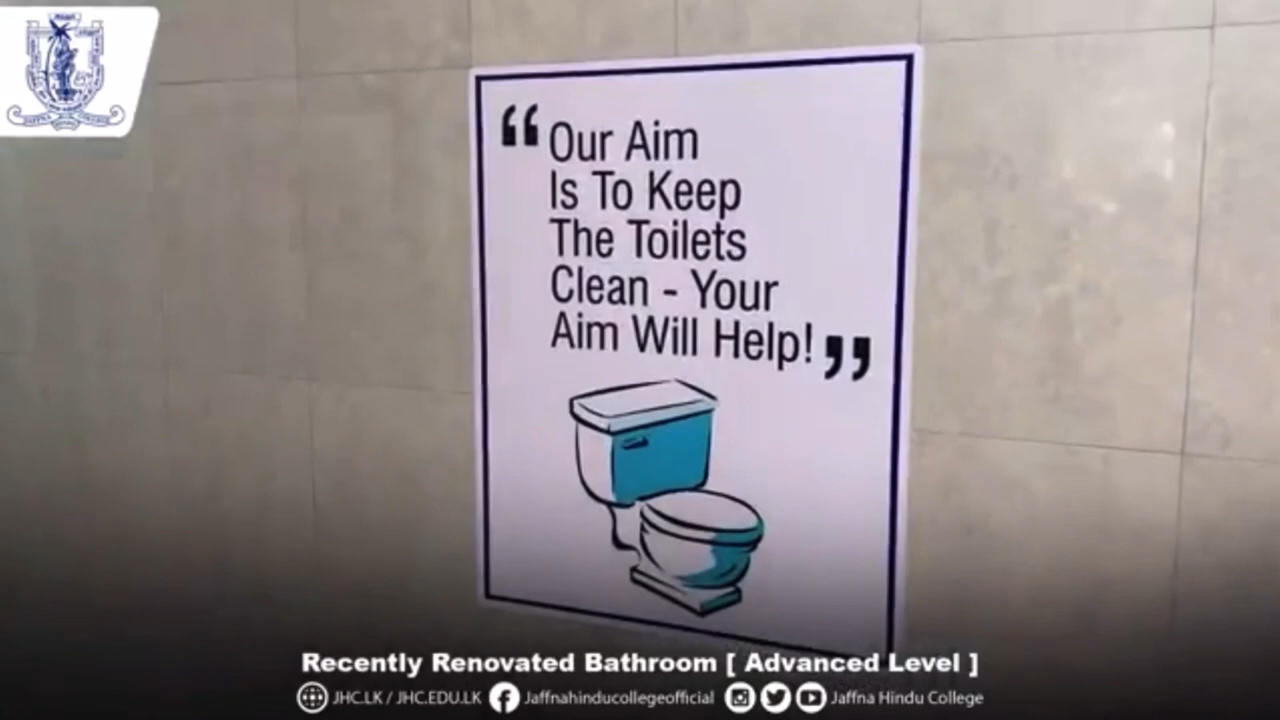 “Our Aim
Is To Keep
The Toilets
Clean - Your
Aim Will Help!”
Recently Renovated Bathroom [ Advanced Level ]
JHC.LK / JHC.EDU.LK Jaffnahinducollegeofficial Jaffna Hindu College